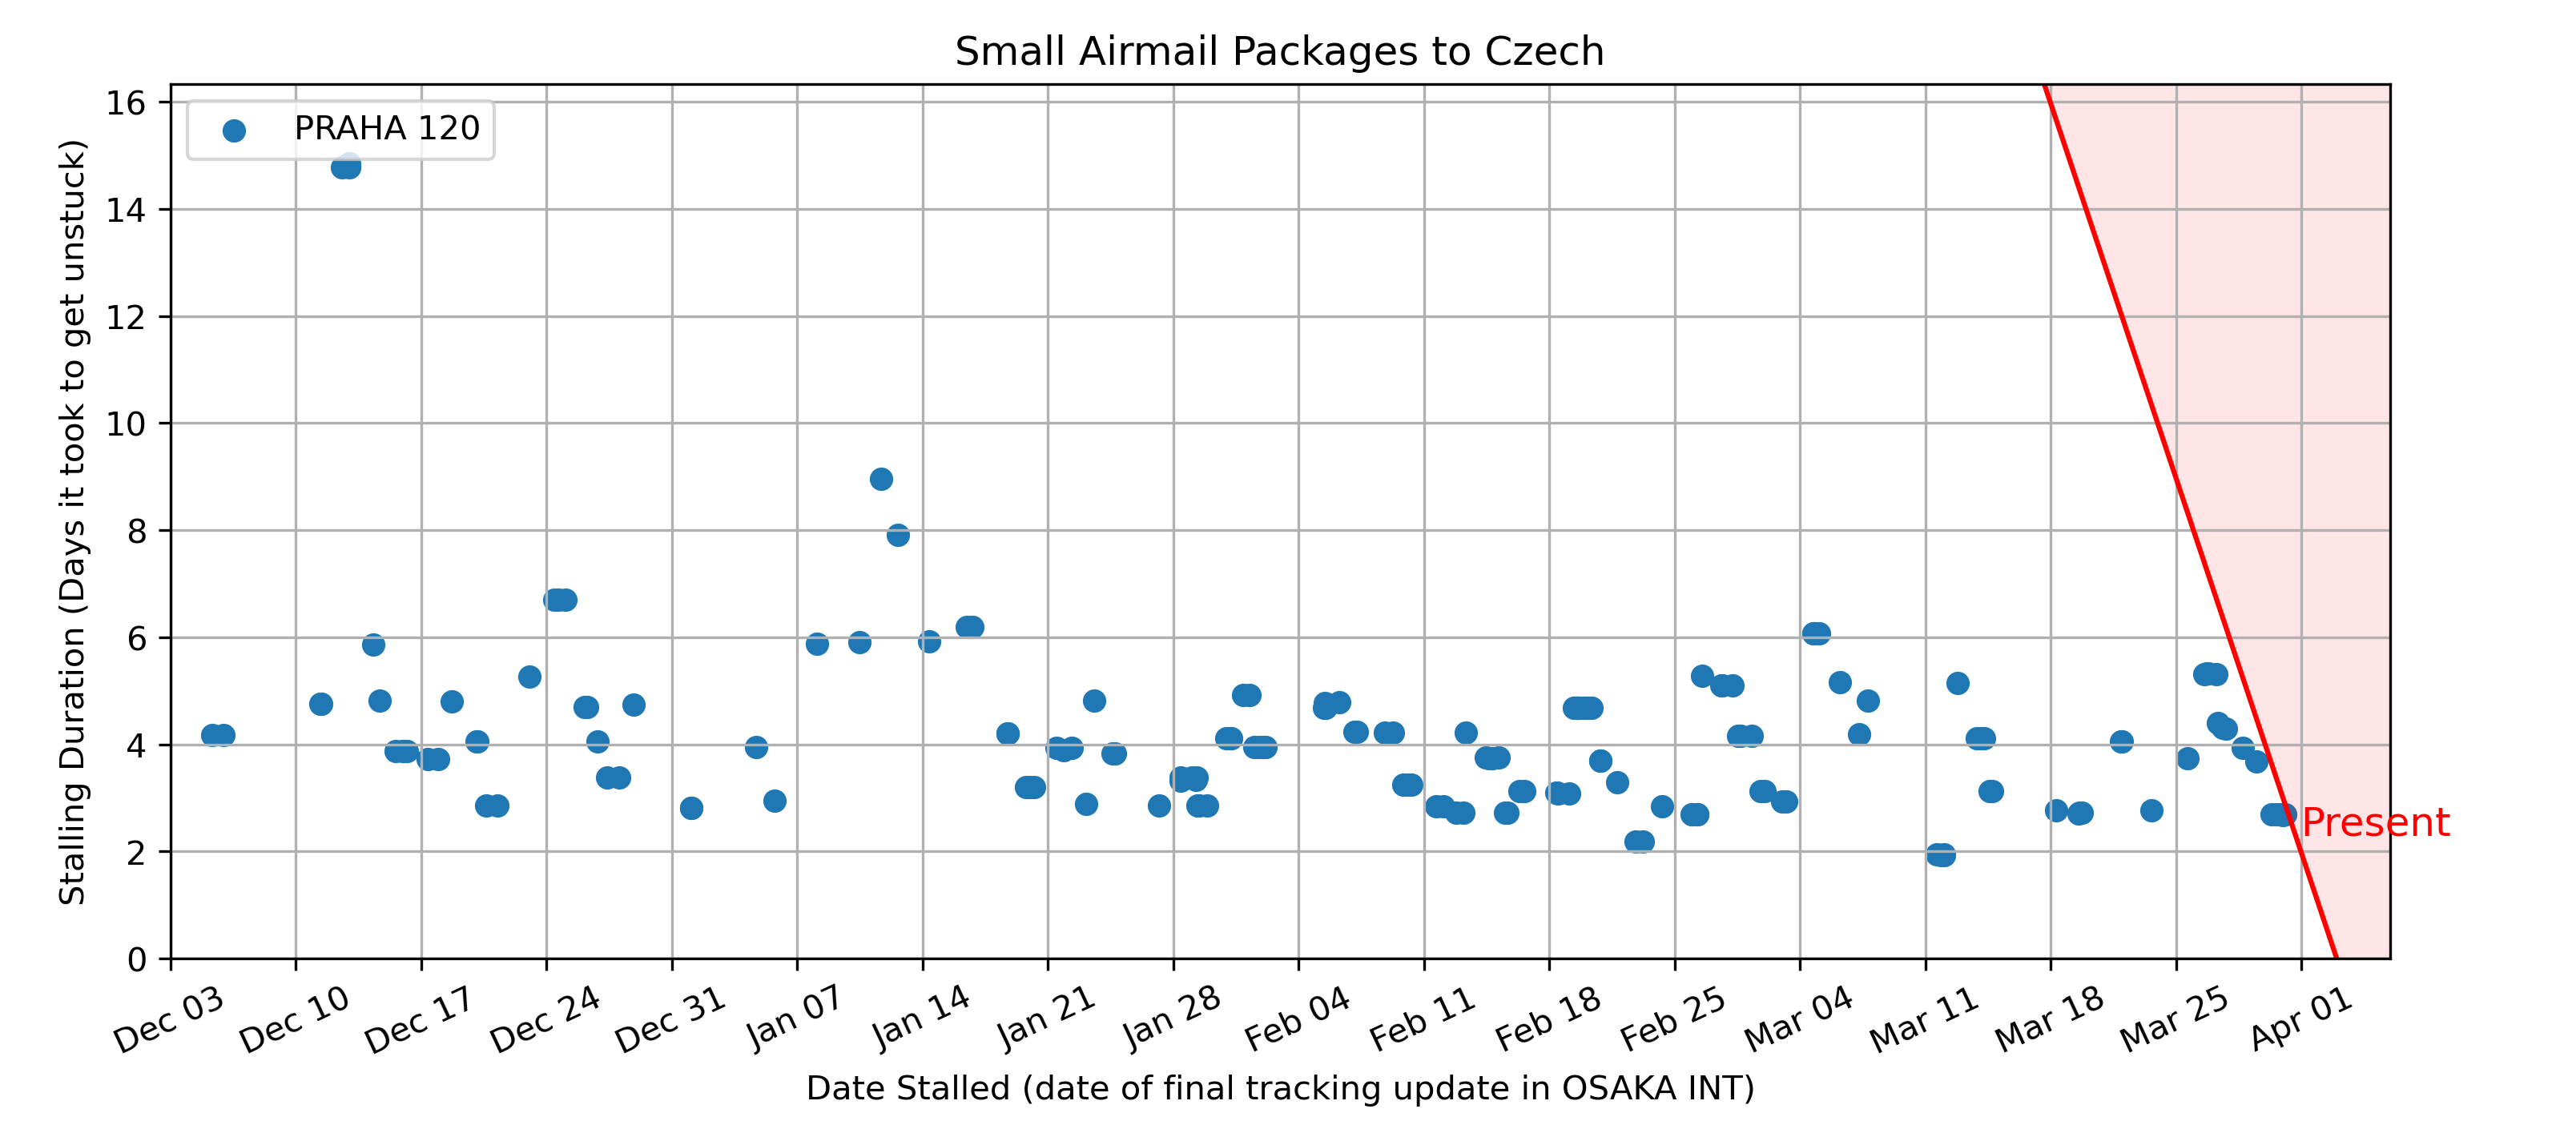 Small Airmail Packages to Czech
PRAHA 120
Stalling Duration (Days it took to get unstuck)
16
14
12
10
8
6
4
2
0
Present
Dec 03
Dec 10
Dec 17
Dec 24
Dec 31
Jan 07
Jan 14
Jan 21
Jan 28
Feb 04
Feb 11
Feb 18
Feb 25
Mar 04
Mar 11
Mar 18
Mar 25
Apr 01
Date Stalled (date of final tracking update in OSAKA INT)